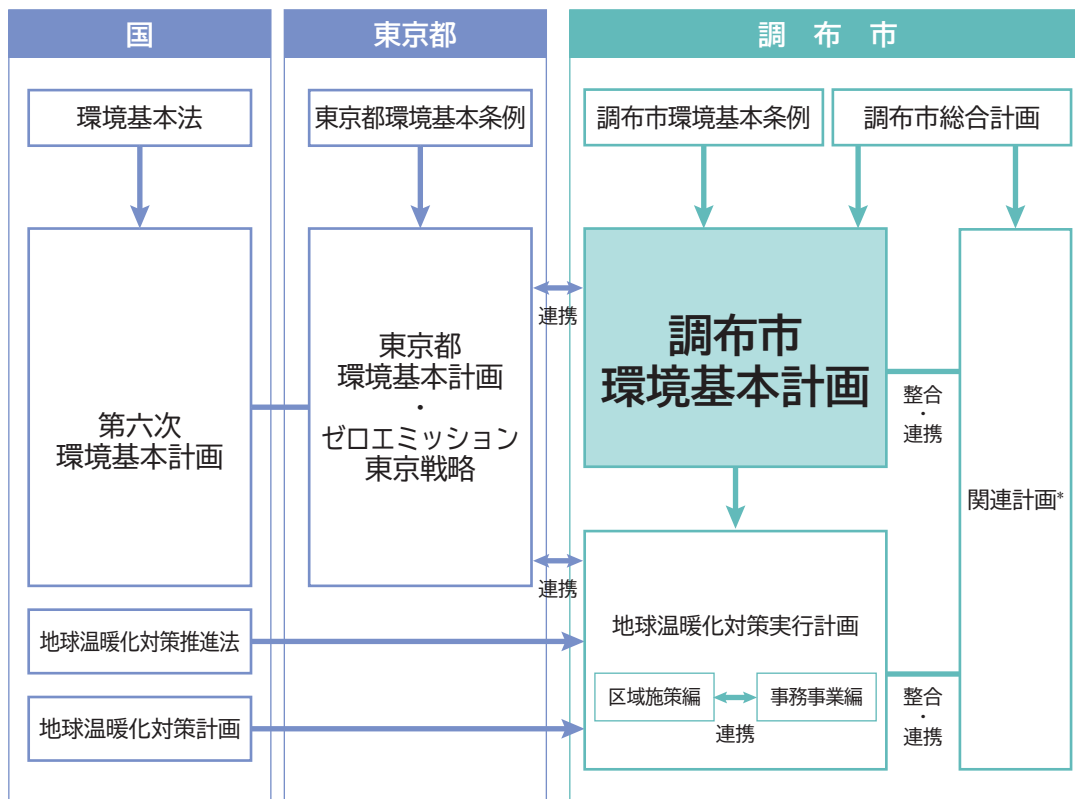 国
東京都
調布市
環境基本法
東京都環境基本条例
調布市環境基本条例
調布市総合計画
第六次
環境基本計画
東京都
環境基本計画
・
ゼロエミッション
東京戦略
連携
調布市
環境基本計画
整合
・
連携
関連計画*
連携
地球温暖化対策推進法
地球温暖化対策計画
地球温暖化対策実行計画
区域施策編
事務事業編
連携
整合
・
連携